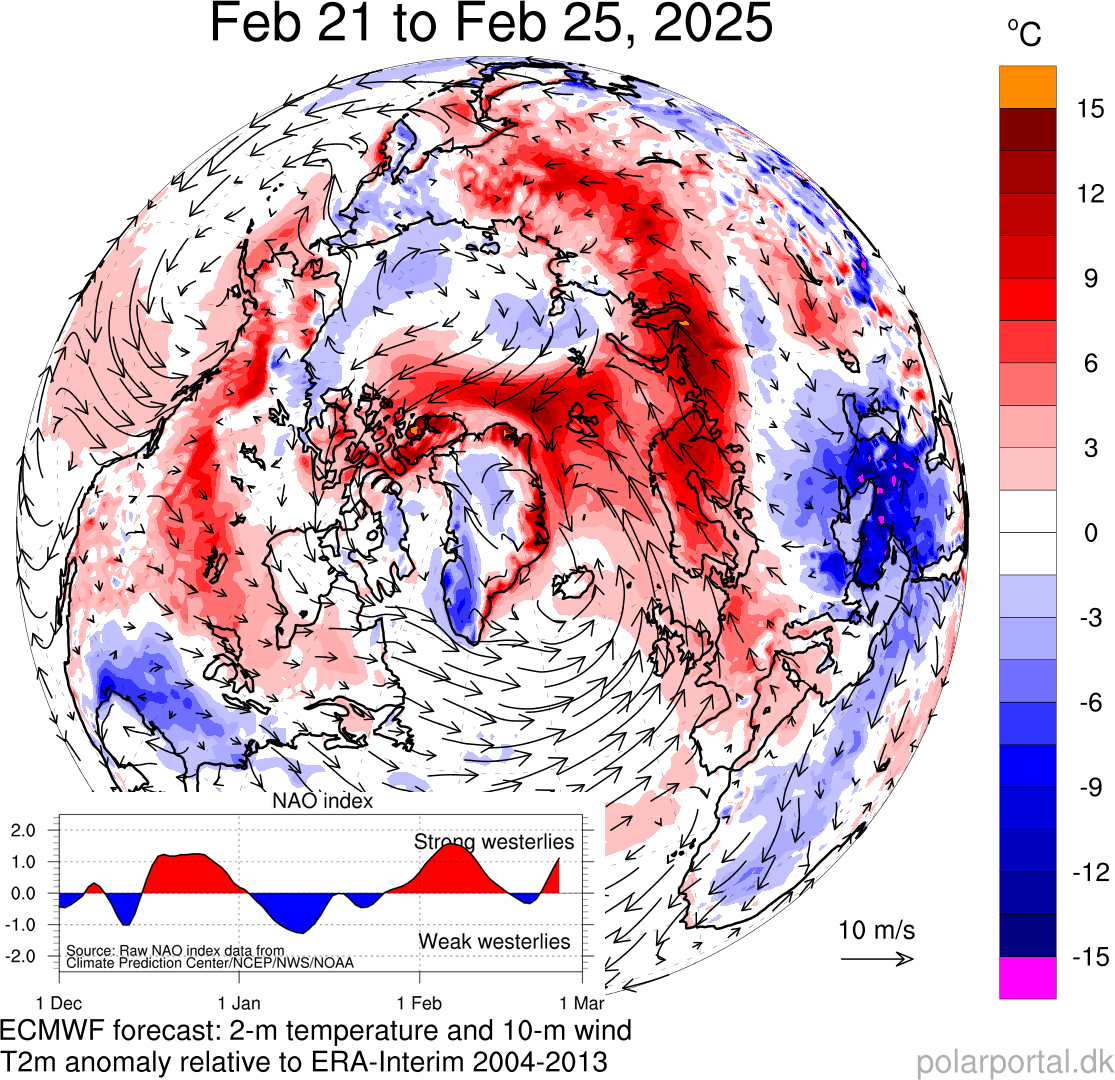 Feb 21 to Feb 25, 2025
°C
15
12
9
6
3
0
-3
-6
-9
-12
-15
NAO index
2.0
1.0
0.0
-1.0
-2.0
Strong westerlies
Weak westerlies
Source: Raw NAO index data from
Climate Prediction Center/NCEP/NWS/NOAA
1 Dec 1 Jan 1 Feb 1 Mar
10 m/s
ECMWF forecast: 2-m temperature and 10-m wind
T2m anomaly relative to ERA-Interim 2004-2013
polarportal.dk